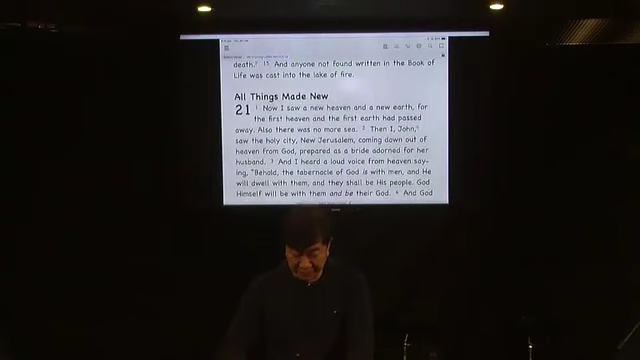 death." 15 And anyone not found written in the Book of
Life was cast into the lake of fire.
All Things Made New
21 1 Now I saw a new heaven and a new earth, for
the first heaven and the first earth had passed
away. Also there was no more sea. 2 Then I, John,
saw the holy city, New Jerusalem, coming down out of
heaven from God, prepared as a bride adorned for her
husband. 3 And I heard a loud voice from heaven say-
ing, "Behold, the tabernacle of God is with men, and He
will dwell with them, and they shall be His people. God
Himself will be with them and be their God. 4 And God